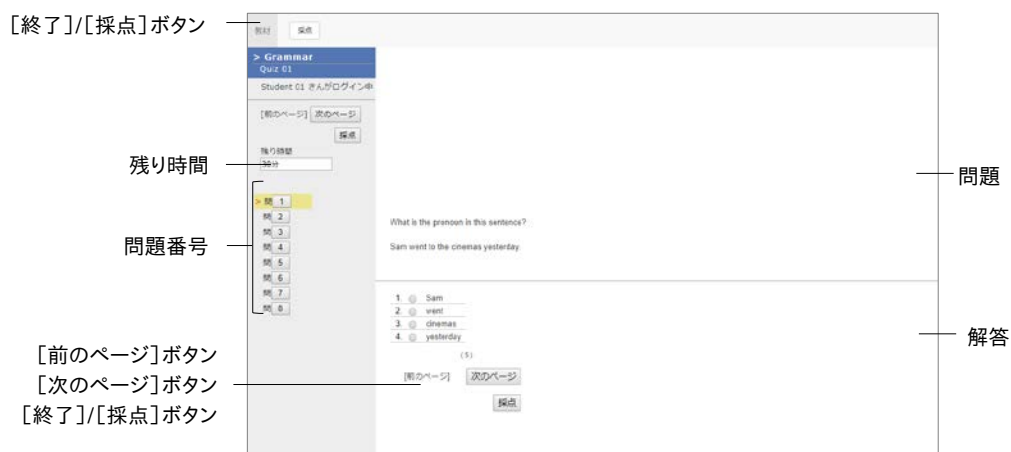 [終了]/[採点]ボタン
教材 採点
> Grammar
Quiz 01
Student 01 さんがログイン中
[前のページ] 次のページ
採点
残り時間
残り時間
30分
問題
> 問 1
問 2
問 3
問題番号
問 4
問 5
問 6
問 7
問 8
What is the pronoun in this sentence?
Sam went to the cinemas yesterday.
1. Sam
2. went
3. cinemas
4. yesterday
解答
(5)
[前のページ]ボタン
[次のページ]ボタン
[終了]/[採点]ボタン
[前のページ] 次のページ
採点